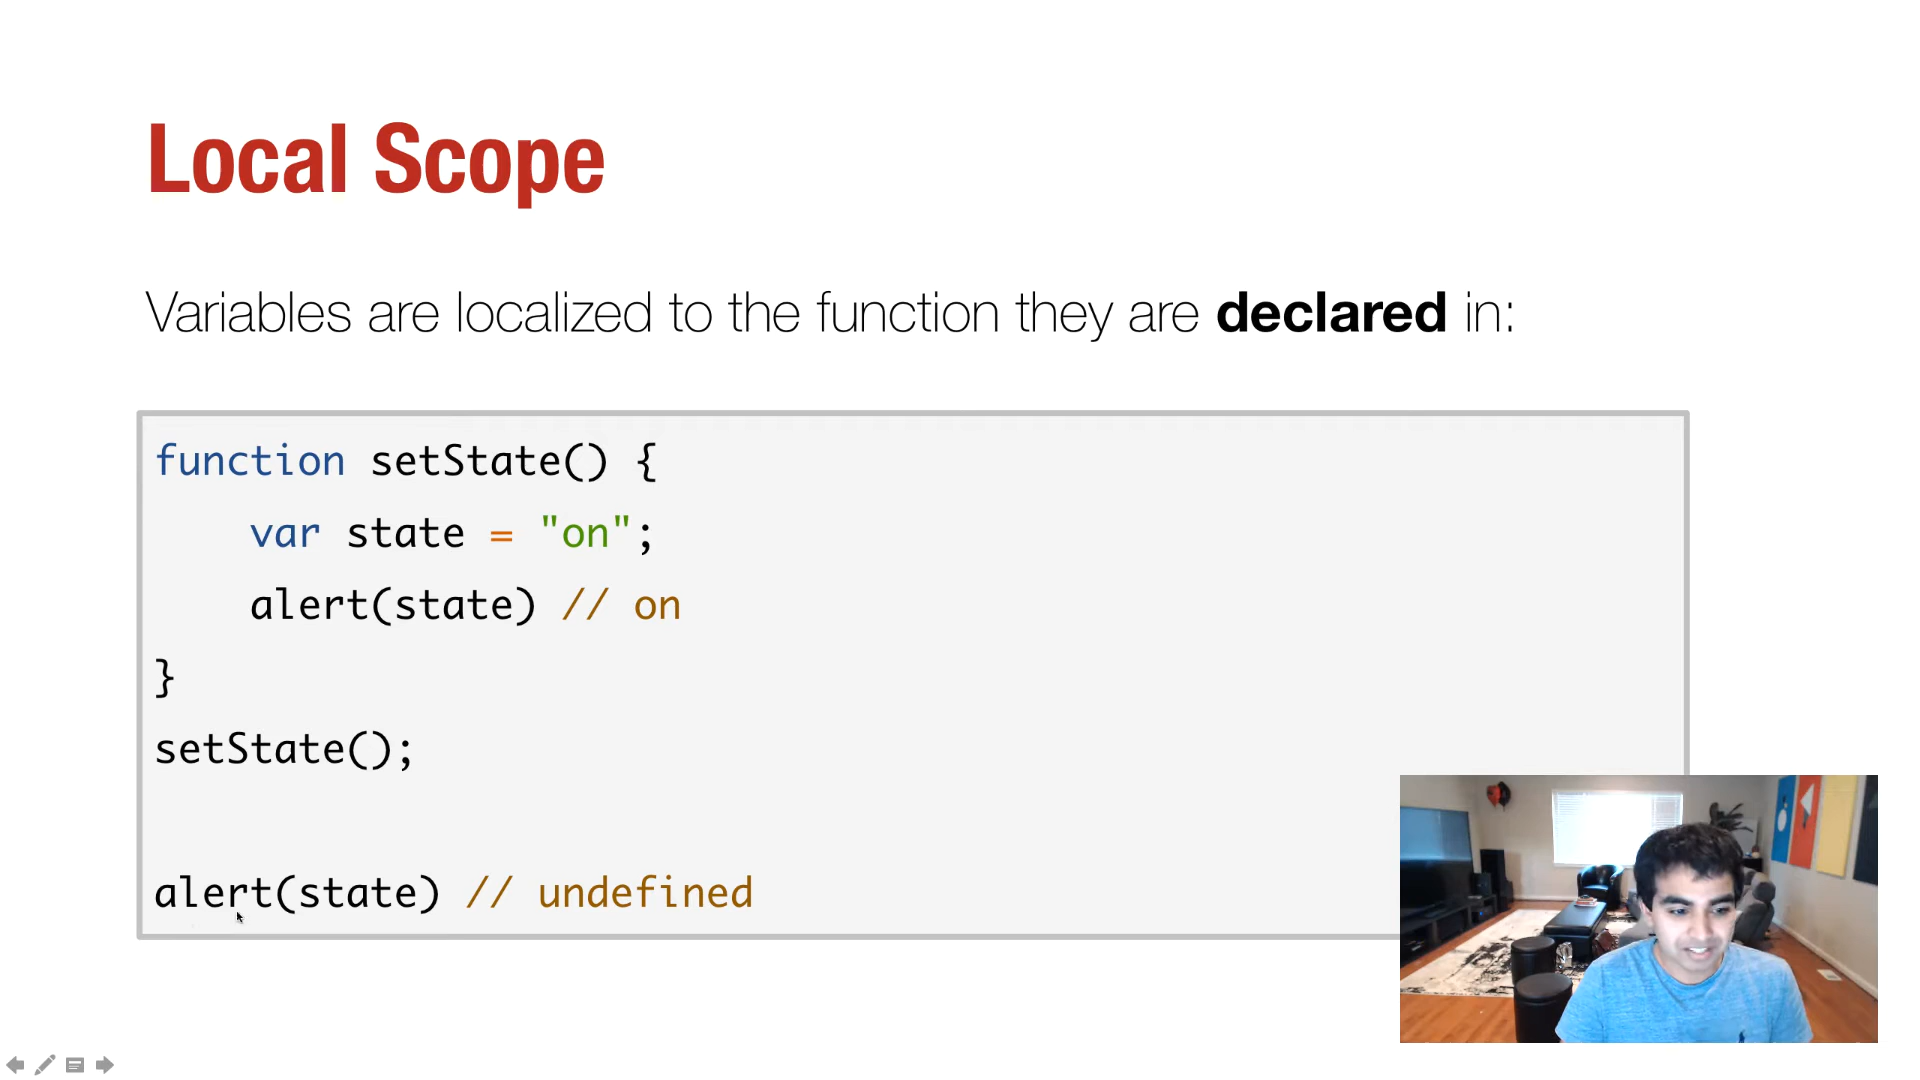 Local Scope
Variables are localized to the function they are declared in:
function setState() {
    var state = "on";
    alert(state) // on
}
setState();
alert(state) // undefined